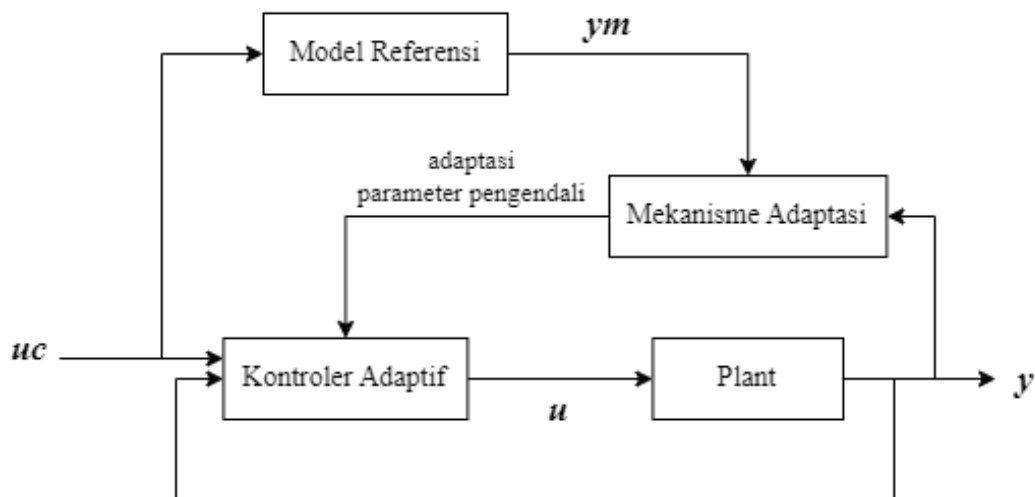 ym
Model Referensi
adaptasi
parameter pengendali
Mekanisme Adaptasi
uc
Kontroler Adaptif
Plant
u
y